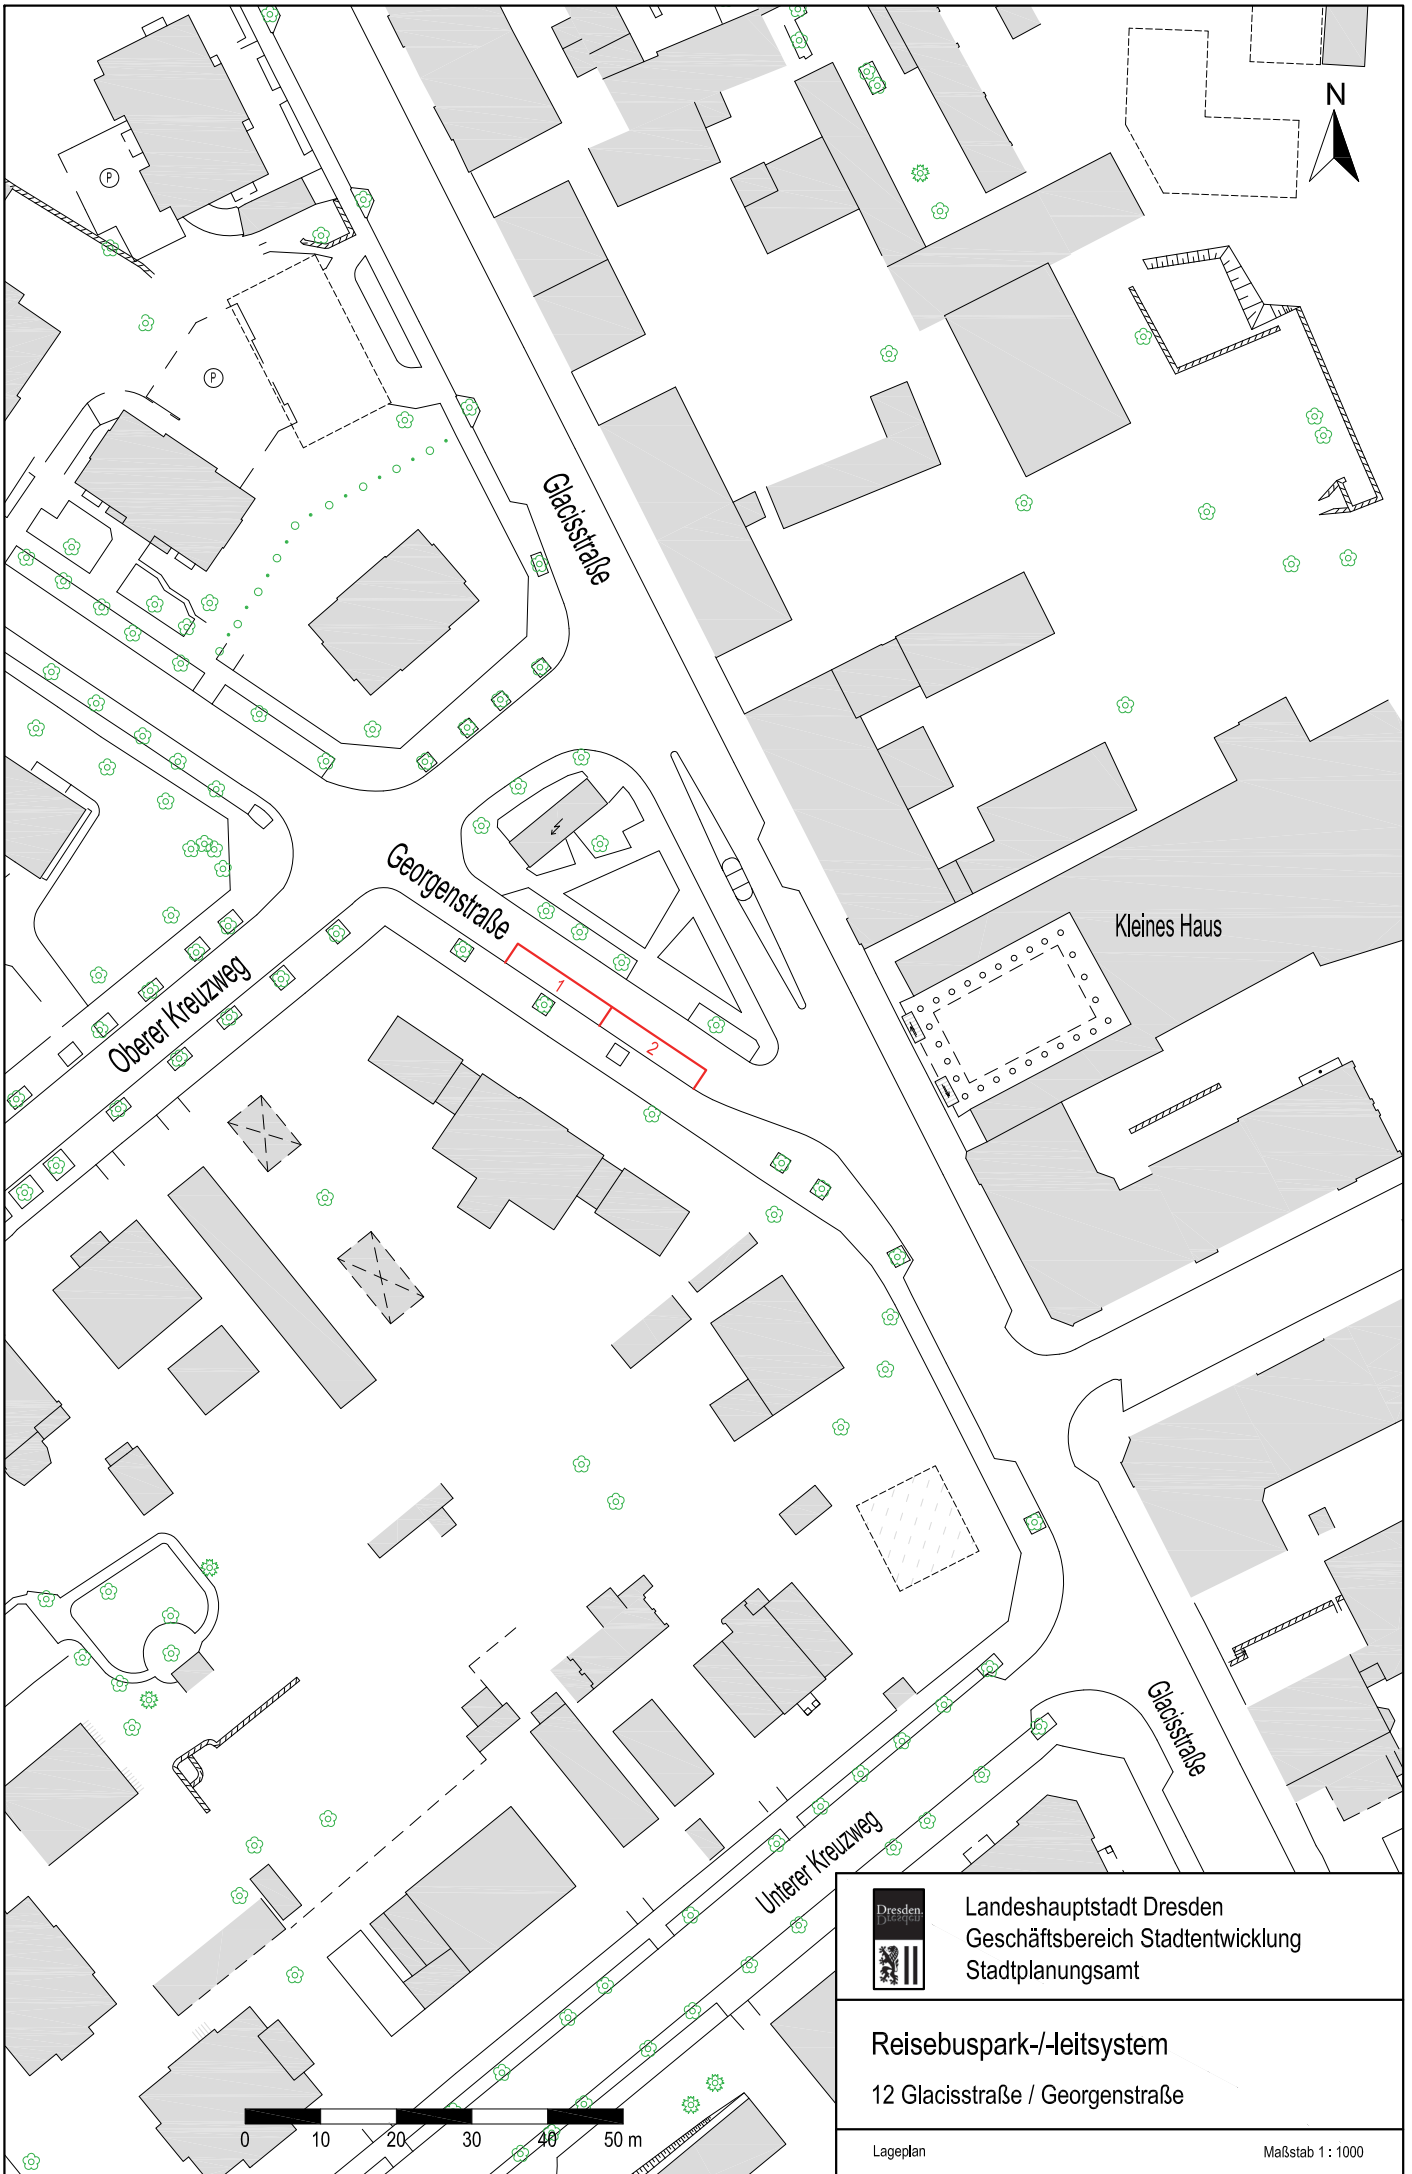 N
P
P
Glacisstraße
Georgenstraße
Kleines Haus
Oberer Kreuzweg
1
2
Glacisstraße
Unterer Kreuzweg
Dresden.
Landeshauptstadt Dresden
Geschäftsbereich Stadtentwicklung
Stadtplanungsamt
Reisebuspark-/-leitsystem
12 Glacisstraße / Georgenstraße
0 10 20 30 40 50 m
Lageplan Maßstab 1 : 1000